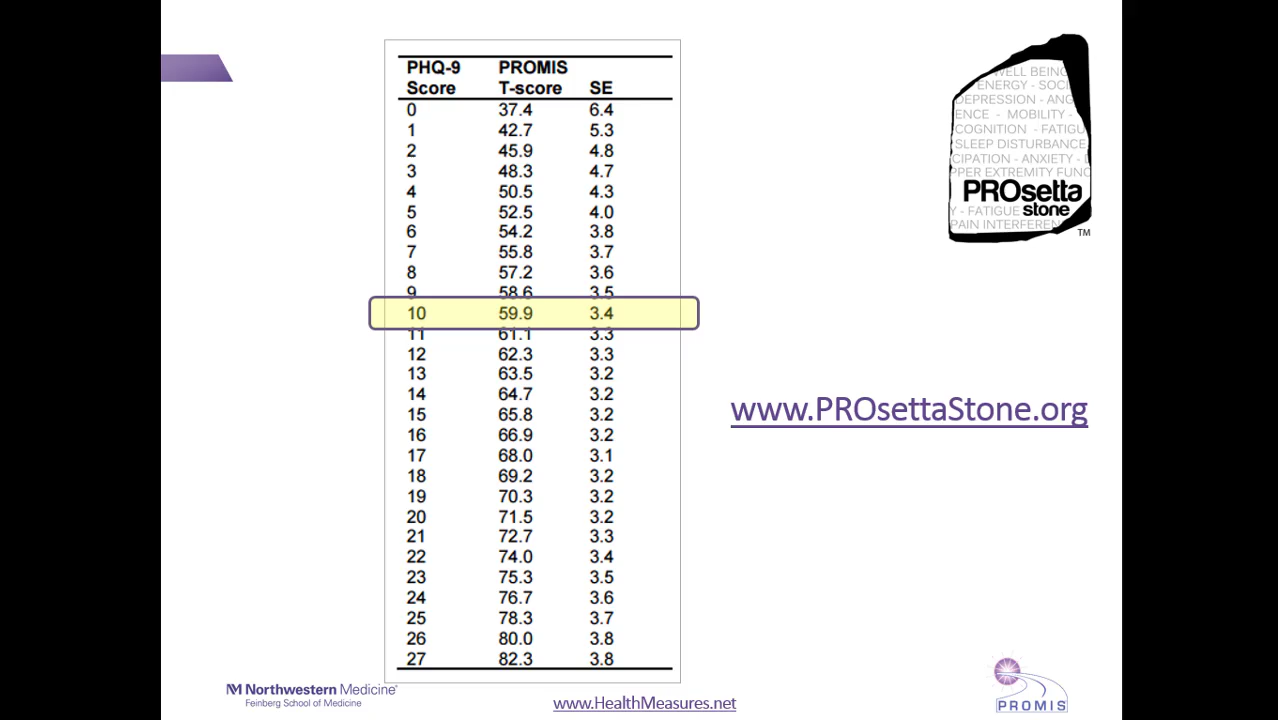 PHQ-9 PROMIS
Score T-score SE
0 37.4 6.4
1 42.7 5.3
2 45.9 4.8
3 48.3 4.7
4 50.5 4.3
5 52.5 4.0
6 54.2 3.8
7 55.8 3.7
8 57.2 3.6
9 58.6 3.5
10 59.9 3.4
11 61.1 3.3
12 62.3 3.3
13 63.5 3.2
14 64.7 3.2
15 65.8 3.2
16 66.9 3.2
17 68.0 3.1
18 69.2 3.2
19 70.3 3.2
20 71.5 3.2
21 72.7 3.3
22 74.0 3.4
23 75.3 3.5
24 76.7 3.6
25 78.3 3.7
26 80.0 3.8
27 82.3 3.8
WELL BEING
ENERGY - SOCI
DEPRESSION - ANG
ENCE - MOBILITY -
COGNITION - FATIGU
SLEEP DISTURBANCE
CIPATION - ANXIETY - D
PPER EXTREMITY FUNC
PROsetta
Y - FATIGUE stone
PAIN INTERFEREN
TM
www.PROsettaStone.org
Northwestern Medicine®
Feinberg School of Medicine
www.HealthMeasures.net
PROMIS